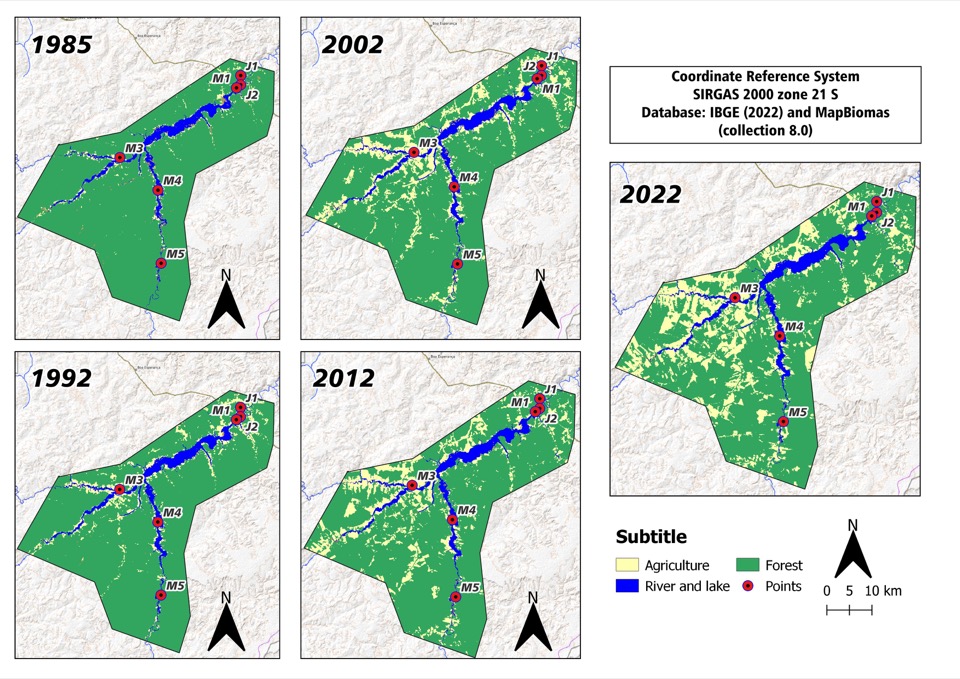 1985
J1
M1
J2
M3
M4
M5
N
2002
J1
J2
M1
M3
M4
M5
N
Coordinate Reference System
SIRGAS 2000 zone 21 S
Database: IBGE (2022) and MapBiomas
(collection 8.0)
2022
J1
M1
J2
M3
M4
M5
1992
J1
M1
J2
M3
M4
M5
N
2012
J1
M1
J2
M3
M4
M5
N
Subtitle
Agriculture
Forest
River and lake
Points
N
0 5 10 km